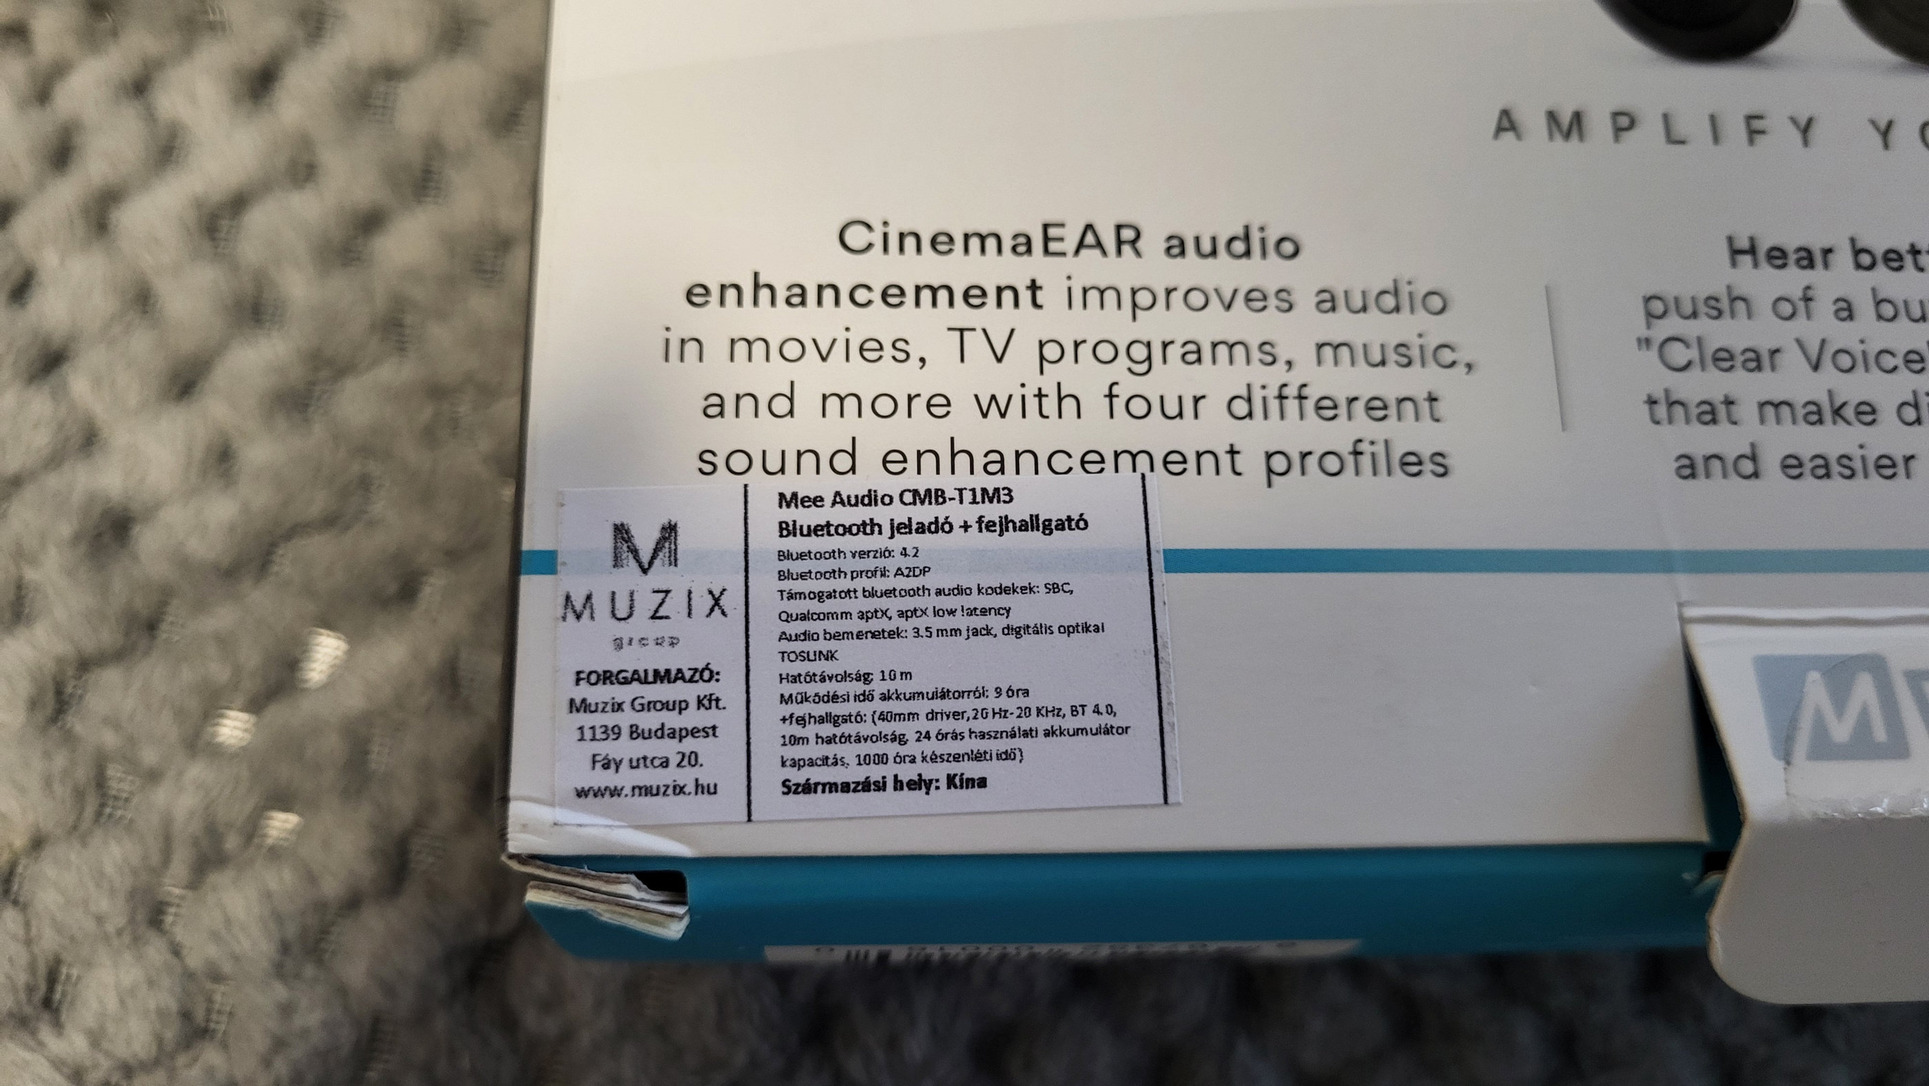 AMPLIFY
CinemaEAR audio
enhancement improves audio
in movies, TV programs, music,
and more with four different
sound enhancement profiles
Hear
push of a
"Clear Voice
that make
and easier
M
MUZIX
group
FORGALMAZÓ:
Muzix Group Kft.
1139 Budapest
Fáy utca 20.
www.muzix.hu
Mee Audio CMB-T1M3
Bluetooth jeladó + fejhallgató
Bluetooth verzió: 4.2
Bluetooth profil: A2DP
Támogatott bluetooth audio kodekek: SBC,
Qualcomm aptX, aptX low latency
Audio bemenetek: 3.5 mm jack, digitális optikai
TOSLINK
Hatótávolság: 10 m
Működési idő akkumulátorról: 9 óra
+fejhallgató: (40mm driver, 20 Hz-20 KHz, BT 4.0,
10m hatótávolság, 24 órás használati akkumulátor
kapacitás, 1000 óra készenléti idő)
Származási hely: Kína
M